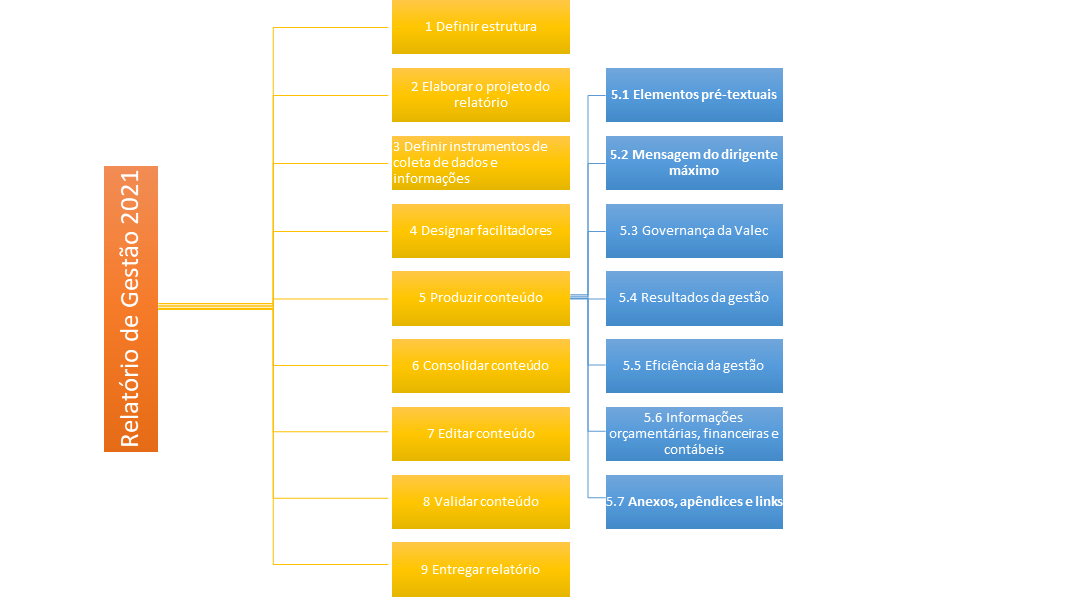 Relatório de Gestão 2021
1 Definir estrutura
2 Elaborar o projeto do
relatório
3 Definir instrumentos de
coleta de dados e
informações
4 Designar facilitadores
5 Produzir conteúdo
6 Consolidar conteúdo
7 Editar conteúdo
8 Validar conteúdo
9 Entregar relatório
5.1 Elementos pré-textuais
5.2 Mensagem do dirigente
máximo
5.3 Governança da Valec
5.4 Resultados da gestão
5.5 Eficiência da gestão
5.6 Informações
orçamentárias, financeiras e
contábeis
5.7 Anexos, apêndices e links